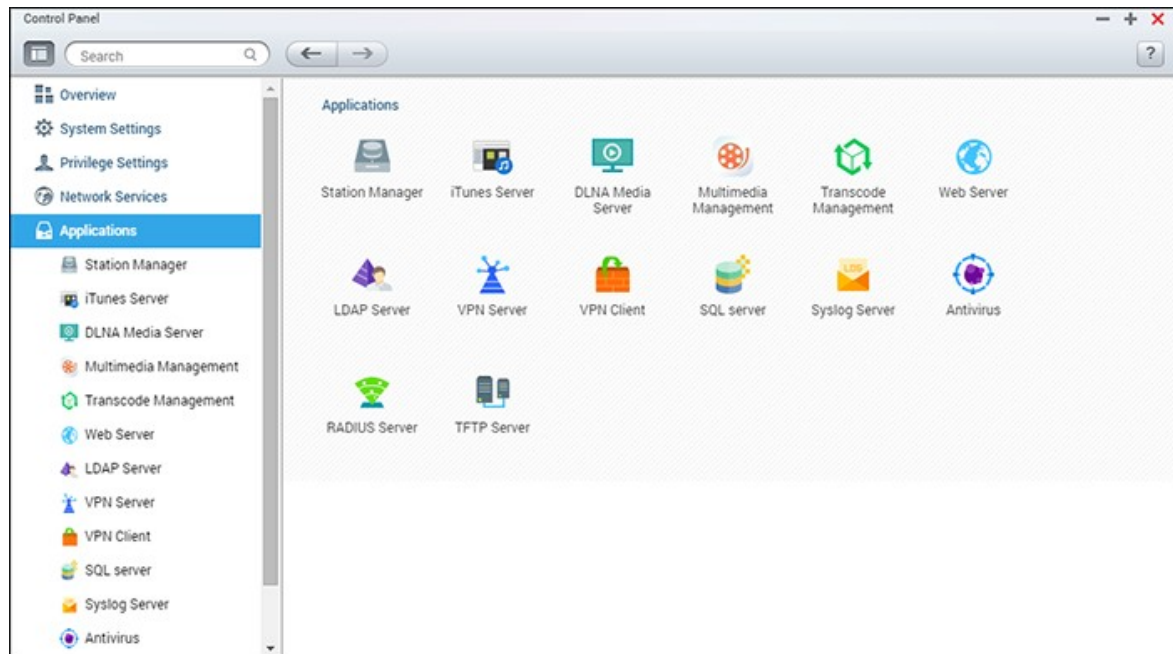 Control Panel
Search
?
Overview
System Settings
Privilege Settings
Network Services
Applications
Station Manager
iTunes Server
DLNA Media Server
Multimedia Management
Transcode Management
Web Server
LDAP Server
VPN Server
VPN Client
SQL server
Syslog Server
Antivirus
Applications
Station Manager
iTunes Server
DLNA Media
Server
Multimedia
Management
Transcode
Management
Web Server
LDAP Server
VPN Server
VPN Client
SQL server
LOG
Syslog Server
Antivirus
RADIUS Server
TFTP Server